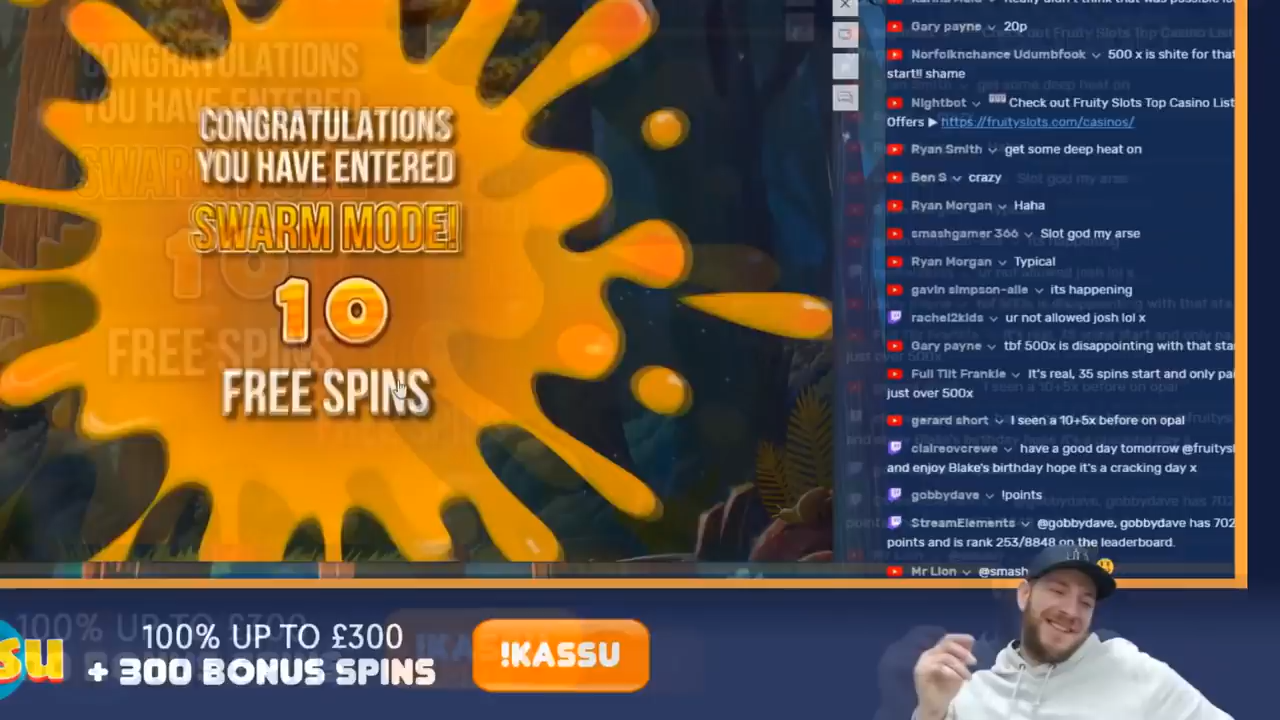 CONGRATULATIONS
YOU HAVE ENTERED
SWARM MODE!
10
FREE SPINS
Gary payne 20p
Norfolknchance Udumbfook 500 x is shite for that
start!! shame
Nightbot Check out Fruity Slots Top Casino List
Offers ▶ https://fruityslots.com/casinos/
Ryan Smith get some deep heat on
Ben S crazy
Ryan Morgan Haha
smashgamer 366 Slot god my arse
Ryan Morgan Typical
gavin simpson-alle its happening
rachel2kids ur not allowed josh lol x
Gary payne tbf 500x is disappointing with that sta
Full Tilt Frankie It's real, 35 spins start and only pa
just over 500x
gerard short I seen a 10+5x before on opal
claireovcrewe have a good day tomorrow @fruitysl
and enjoy Blake's birthday hope it's a cracking day x
gobbydave !points
StreamElements @gobbydave, gobbydave has 702
points and is rank 253/8848 on the leaderboard.
Mr Lion @smash
su
100% UP TO £300
+ 300 BONUS SPINS
!KASSU